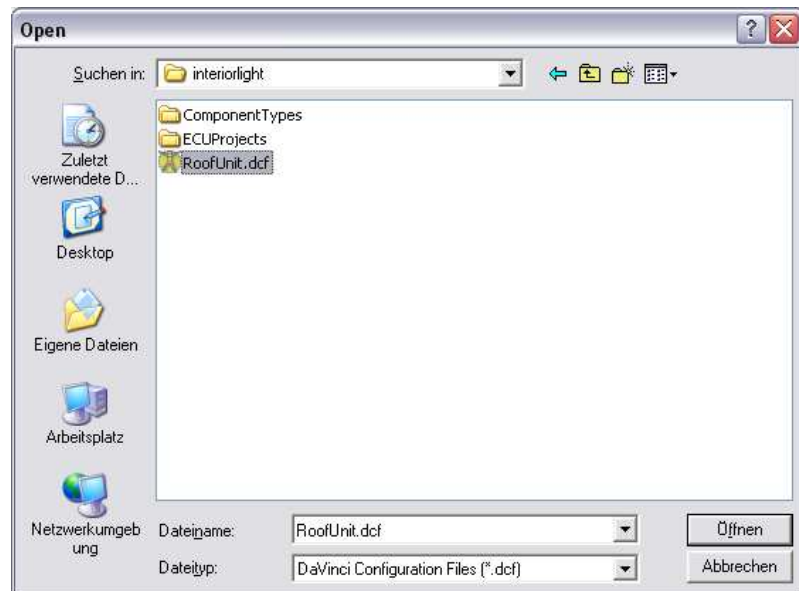 Open
Suchen in: interiorlight
ComponentTypes
ECUProjects
RoofUnit.dcf
Zuletzt
verwendete D...
Desktop
Eigene Dateien
Arbeitsplatz
Netzwerkumgeb
ung
Dateiname: RoofUnit.dcf
Öffnen
Dateityp: DaVinci Configuration Files (*.dcf)
Abbrechen